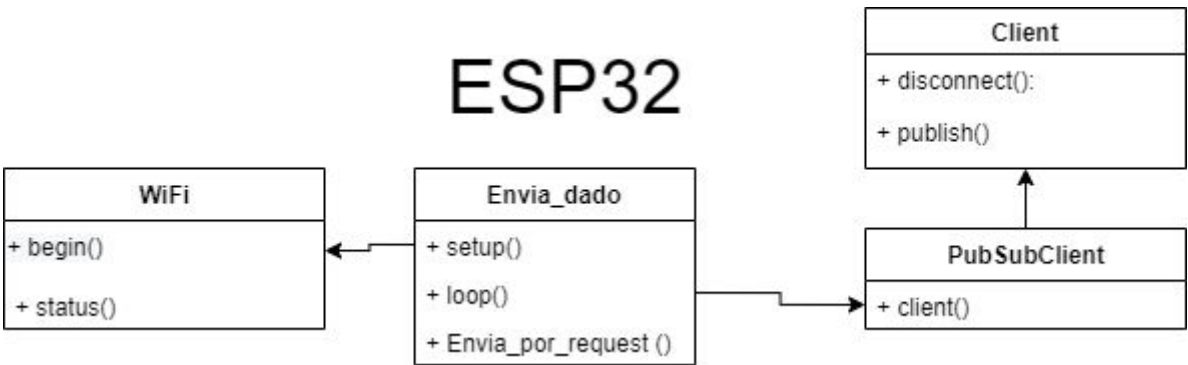 ESP32
Client
+ disconnect():
+ publish()
WiFi
+ begin()
+ status()
Envia_dado
+ setup()
+ loop()
+ Envia_por_request ()
PubSubClient
+ client()